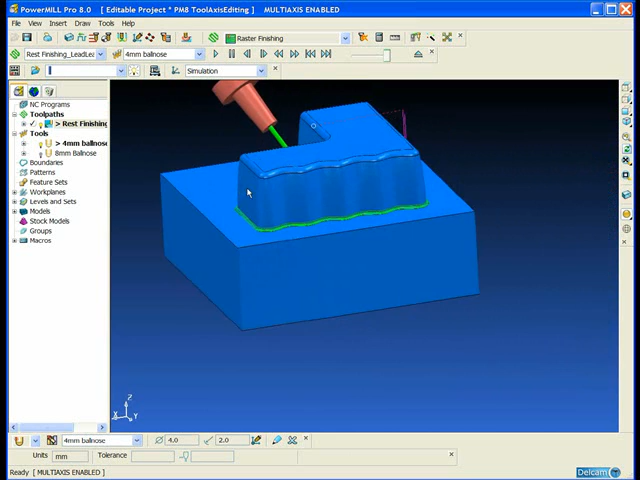 PowerMILL Pro 8.0    [ Editable Project * PM8 ToolAxisEditing ]    MULTIAXIS ENABLED
File View Insert Draw Tools Help
Raster Finishing
Rest Finishing_LeadLea 4mm ballnose
Simulation
NC Programs
Toolpaths
> Rest Finishing
Tools
> 4mm ballnose
8mm Ballnose
Boundaries
Patterns
Feature Sets
Workplanes
Levels and Sets
Models
Stock Models
Groups
Macros
Z
X Y
4mm ballnose 4.0 2.0
Units mm Tolerance
Ready [ MULTIAXIS ENABLED ] Delcam